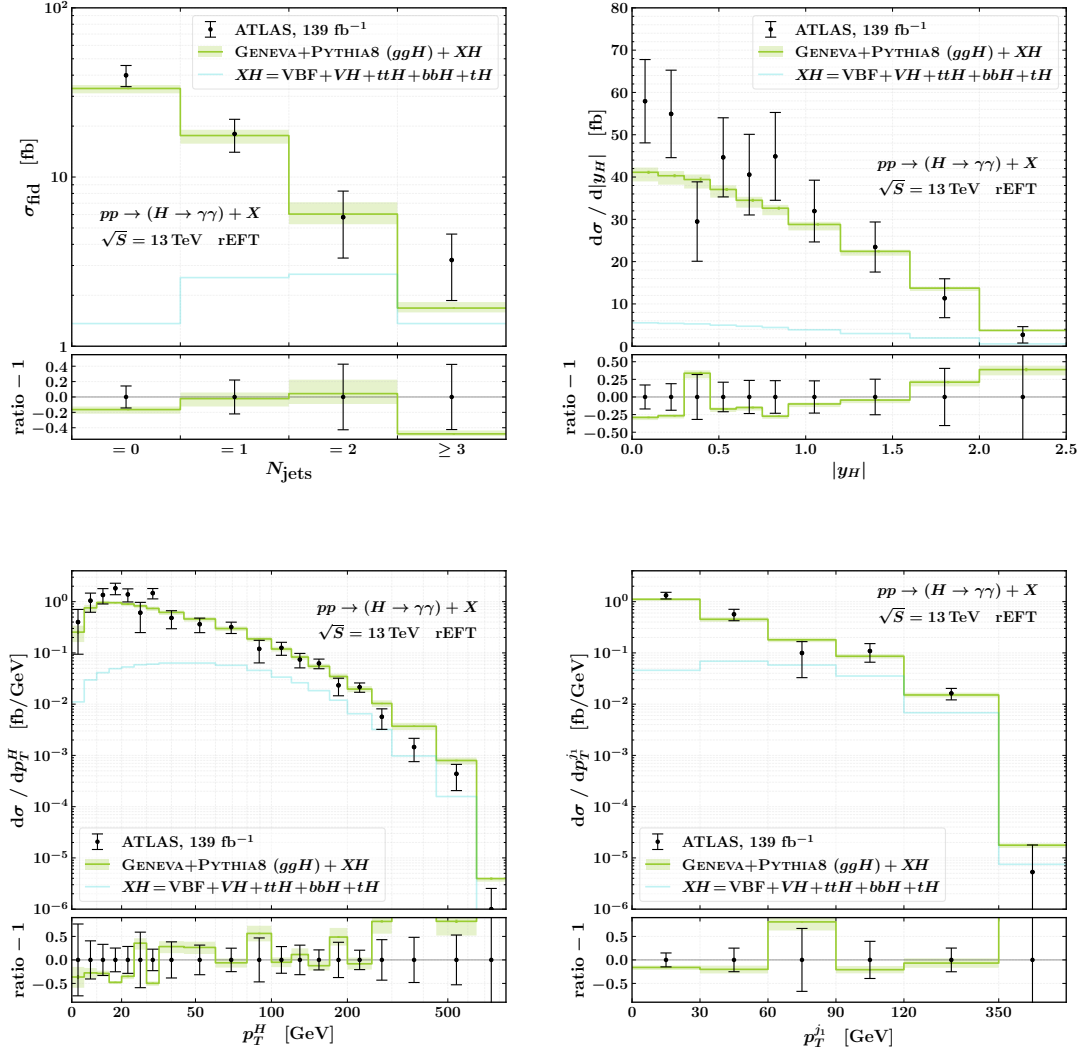 10²
ATLAS, 139 fb⁻¹
GENEVA+PYTHIA8 (ggH) + XH
XH = VBF+VH+ttH+bbH+tH
σfid [fb]
10
pp → (H → γγ) + X
√S = 13 TeV rEFT
1
ratio − 1
0.4
0.2
0.0
−0.2
−0.4
= 0 = 1 = 2 ≥ 3
Njets
80
70
60
50
40
30
20
10
0
ATLAS, 139 fb⁻¹
GENEVA+PYTHIA8 (ggH) + XH
XH = VBF+VH+ttH+bbH+tH
dσ / d|yH| [fb]
pp → (H → γγ) + X
√S = 13 TeV rEFT
ratio − 1
0.50
0.25
0.00
−0.25
−0.50
0.0 0.5 1.0 1.5 2.0 2.5
|yH|
10⁰
10⁻¹
10⁻²
10⁻³
10⁻⁴
10⁻⁵
10⁻⁶
pp → (H → γγ) + X
√S = 13 TeV rEFT
dσ / dp_T^H [fb/GeV]
ATLAS, 139 fb⁻¹
GENEVA+PYTHIA8 (ggH) + XH
XH = VBF+VH+ttH+bbH+tH
ratio − 1
0.5
0.0
−0.5
0 20 100 200 500
p_T^H [GeV]
10⁰
10⁻¹
10⁻²
10⁻³
10⁻⁴
10⁻⁵
10⁻⁶
pp → (H → γγ) + X
√S = 13 TeV rEFT
dσ / dp_T^j₁ [fb/GeV]
ATLAS, 139 fb⁻¹
GENEVA+PYTHIA8 (ggH) + XH
XH = VBF+VH+ttH+bbH+tH
ratio − 1
0.5
0.0
−0.5
0 30 60 90 120 350
p_T^j₁ [GeV]